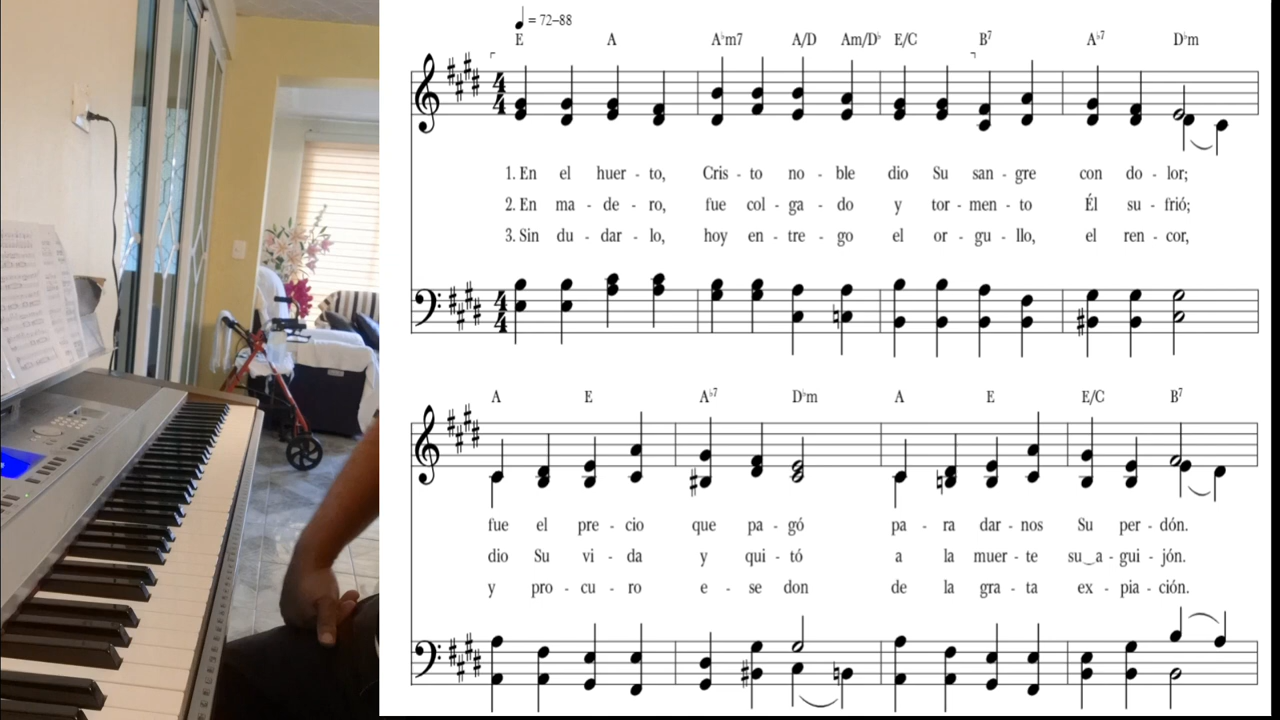 ♩ = 72–88
E A A♭m7 A/D Am/D♭ E/C B7 A♭7 D♭m
1. En el huer - to, Cris - to no - ble dio Su san - gre con do - lor;
2. En ma - de - ro, fue col - ga - do y tor - men - to Él su - frió;
3. Sin du - dar - lo, hoy en - tre - go el or - gu - llo, el ren - cor,
A E A♭7 D♭m A E E/C B7
fue el pre - cio que pa - gó pa - ra dar - nos Su per - dón.
dio Su vi - da y qui - tó a la muer - te su‿a - gui - jón.
y pro - cu - ro e - se don de la gra - ta ex - pia - ción.